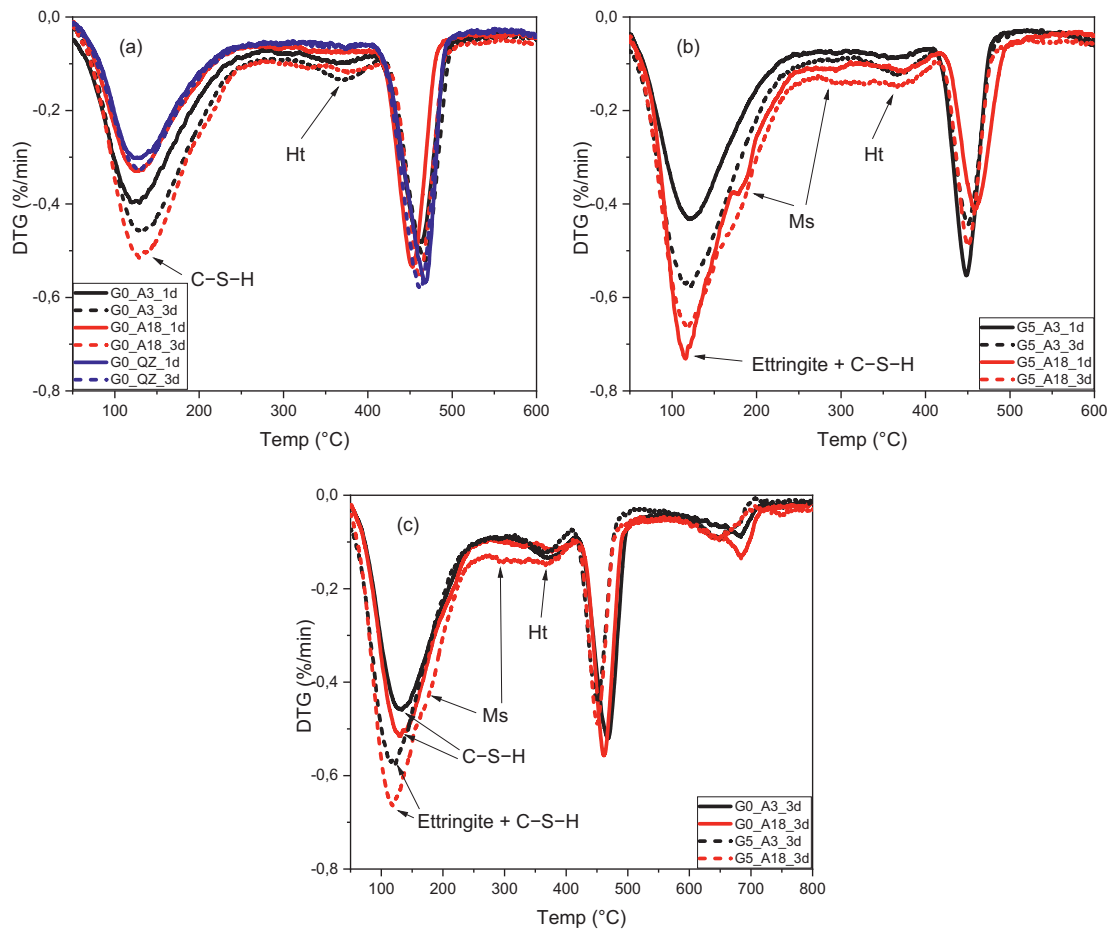 (a)
0,0
-0,2
-0,4
-0,6
-0,8
DTG (%/min)
Ht
C−S−H
G0_A3_1d
G0_A3_3d
G0_A18_1d
G0_A18_3d
G0_QZ_1d
G0_QZ_3d
100 200 300 400 500 600
Temp (°C)
(b)
0,0
-0,2
-0,4
-0,6
-0,8
DTG (%/min)
Ht
Ms
Ettringite + C−S−H
G5_A3_1d
G5_A3_3d
G5_A18_1d
G5_A18_3d
100 200 300 400 500 600
Temp (°C)
(c)
0,0
-0,2
-0,4
-0,6
-0,8
DTG (%/min)
Ht
Ms
C−S−H
Ettringite + C−S−H
G0_A3_3d
G0_A18_3d
G5_A3_3d
G5_A18_3d
100 200 300 400 500 600 700 800
Temp (°C)